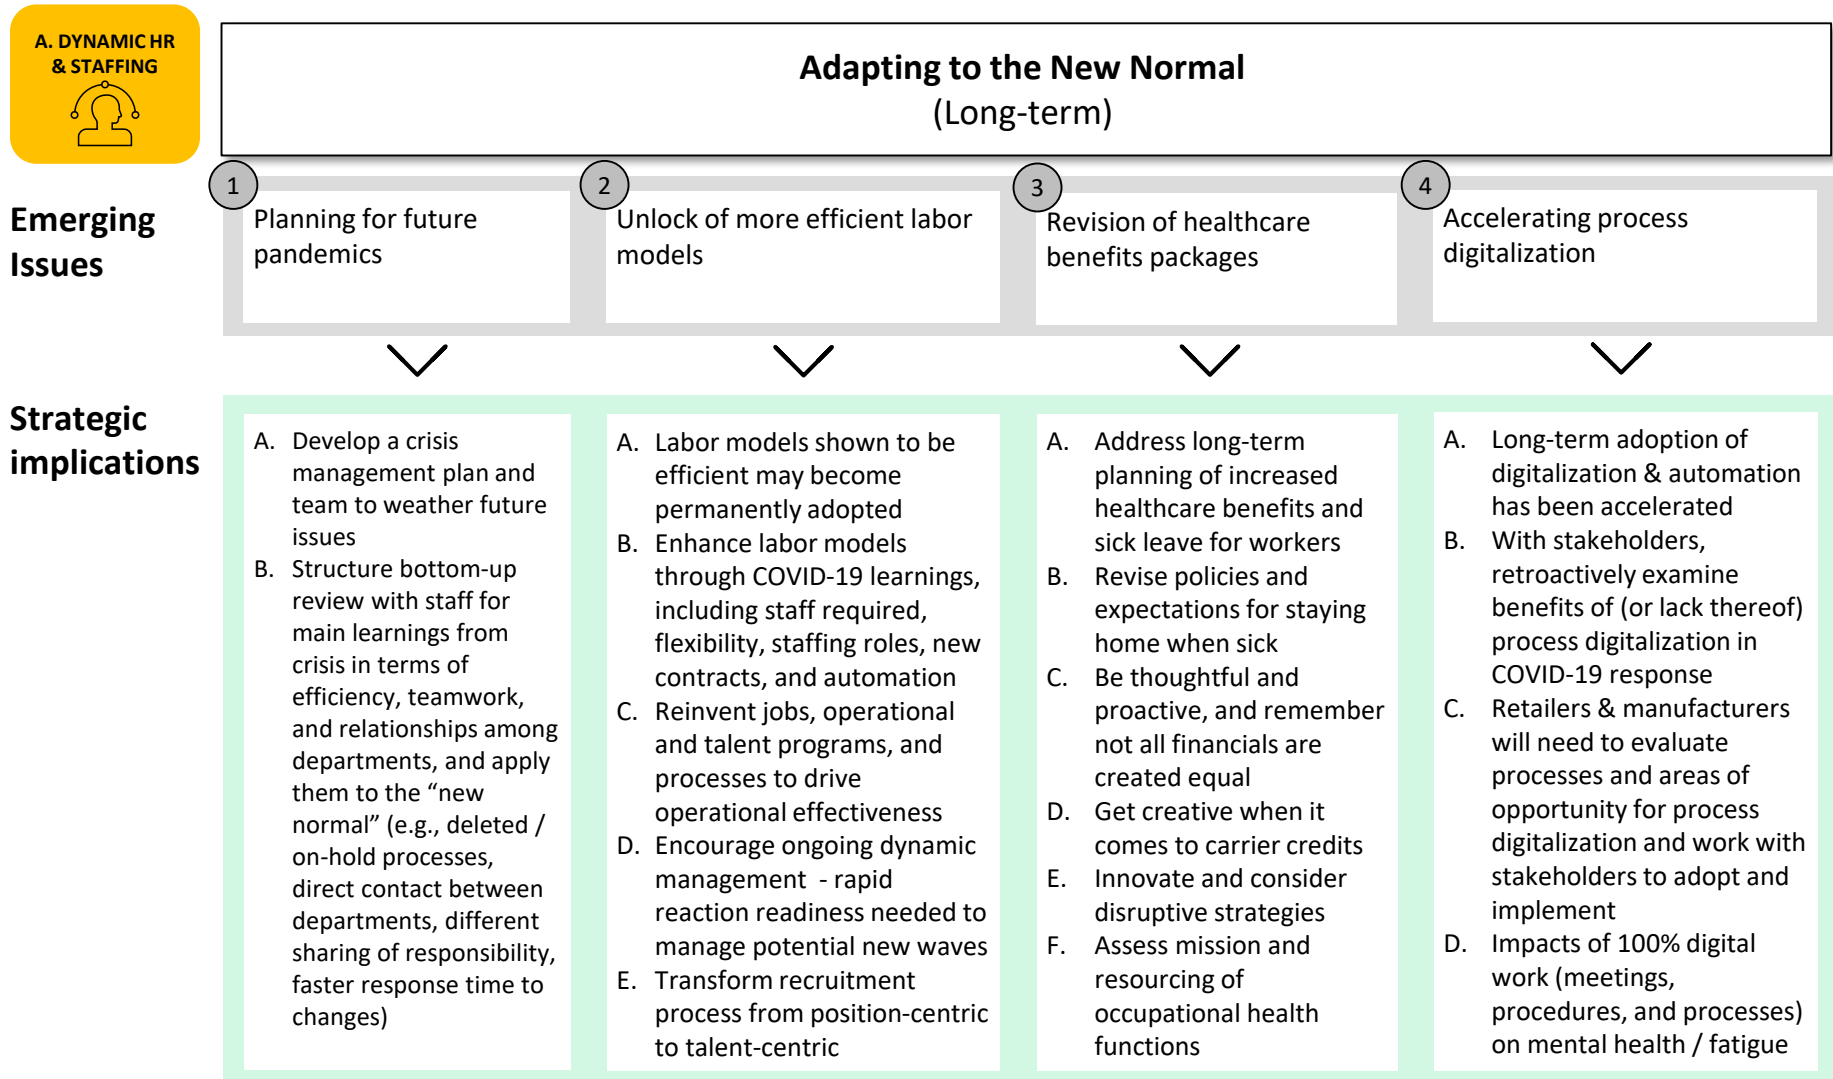 A. DYNAMIC HR
& STAFFING
Adapting to the New Normal
(Long-term)
Emerging
Issues
1
Planning for future
pandemics
2
Unlock of more efficient labor
models
3
Revision of healthcare
benefits packages
4
Accelerating process
digitalization
Strategic
implications
A. Develop a crisis
management plan and
team to weather future
issues
B. Structure bottom-up
review with staff for
main learnings from
crisis in terms of
efficiency, teamwork,
and relationships among
departments, and apply
them to the “new
normal” (e.g., deleted /
on-hold processes,
direct contact between
departments, different
sharing of responsibility,
faster response time to
changes)
A. Labor models shown to be
efficient may become
permanently adopted
B. Enhance labor models
through COVID-19 learnings,
including staff required,
flexibility, staffing roles, new
contracts, and automation
C. Reinvent jobs, operational
and talent programs, and
processes to drive
operational effectiveness
D. Encourage ongoing dynamic
management - rapid
reaction readiness needed to
manage potential new waves
E. Transform recruitment
process from position-centric
to talent-centric
A. Address long-term
planning of increased
healthcare benefits and
sick leave for workers
B. Revise policies and
expectations for staying
home when sick
C. Be thoughtful and
proactive, and remember
not all financials are
created equal
D. Get creative when it
comes to carrier credits
E. Innovate and consider
disruptive strategies
F. Assess mission and
resourcing of
occupational health
functions
A. Long-term adoption of
digitalization & automation
has been accelerated
B. With stakeholders,
retroactively examine
benefits of (or lack thereof)
process digitalization in
COVID-19 response
C. Retailers & manufacturers
will need to evaluate
processes and areas of
opportunity for process
digitalization and work with
stakeholders to adopt and
implement
D. Impacts of 100% digital
work (meetings,
procedures, and processes)
on mental health / fatigue